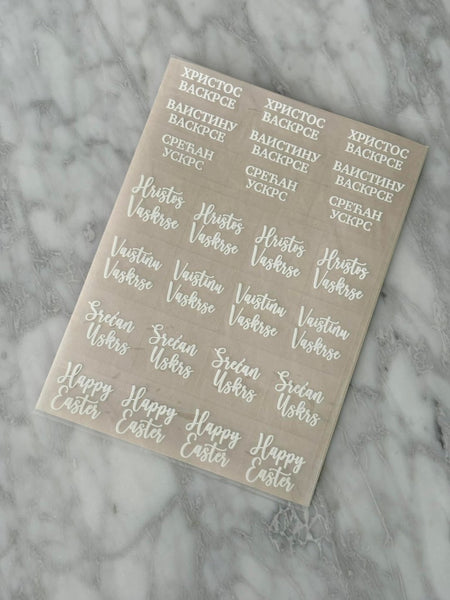 ХРИСТОС ХРИСТОС ХРИСТОС
ВАСКРСЕ ВАСКРСЕ ВАСКРСЕ
ВАИСТИНУ ВАИСТИНУ ВАИСТИНУ
ВАСКРСЕ ВАСКРСЕ ВАСКРСЕ
СРЕЋАН СРЕЋАН СРЕЋАН
УСКРС УСКРС УСКРС
Hristos Hristos Hristos Hristos
Vaskrse Vaskrse Vaskrse Vaskrse
Vaistinu Vaistinu Vaistinu Vaistinu
Vaskrse Vaskrse Vaskrse Vaskrse
Srećan Srećan Srećan Srećan
Uskrs Uskrs Uskrs Uskrs
Happy Happy Happy Happy
Easter Easter Easter Easter